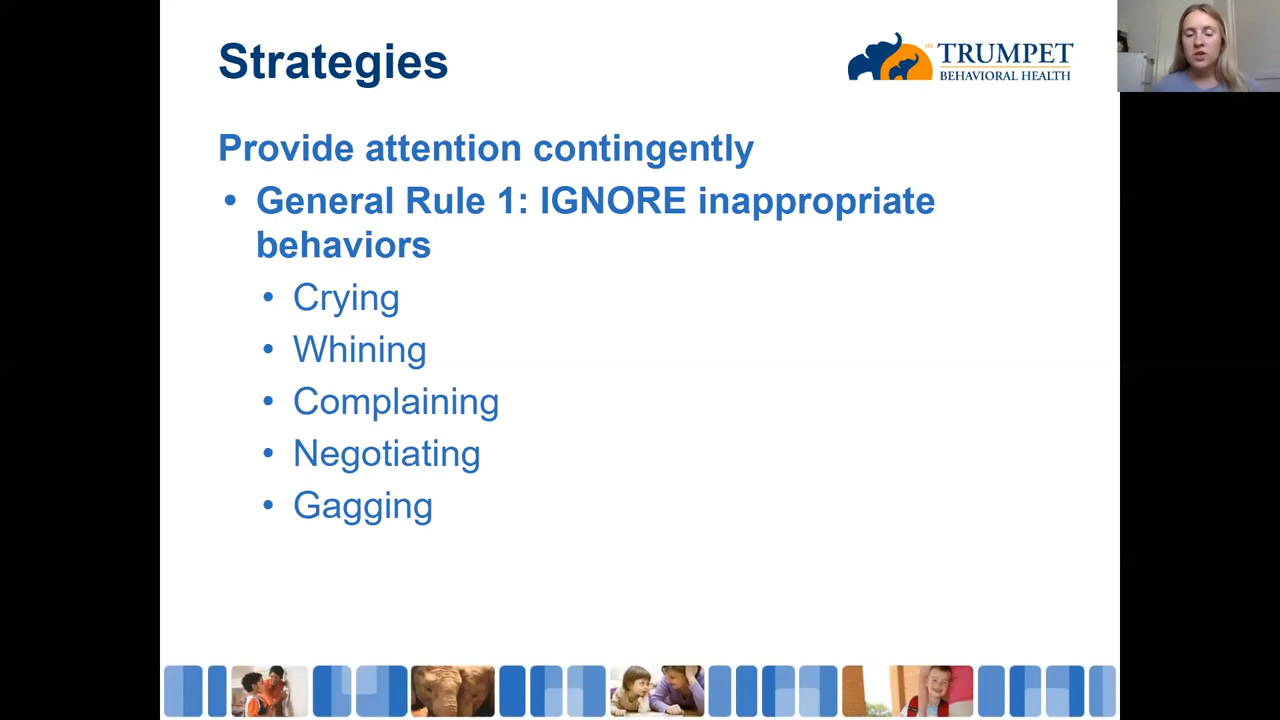 Strategies
TRUMPET
BEHAVIORAL HEALTH
Provide attention contingently
• General Rule 1: IGNORE inappropriate
behaviors
• Crying
• Whining
• Complaining
• Negotiating
• Gagging